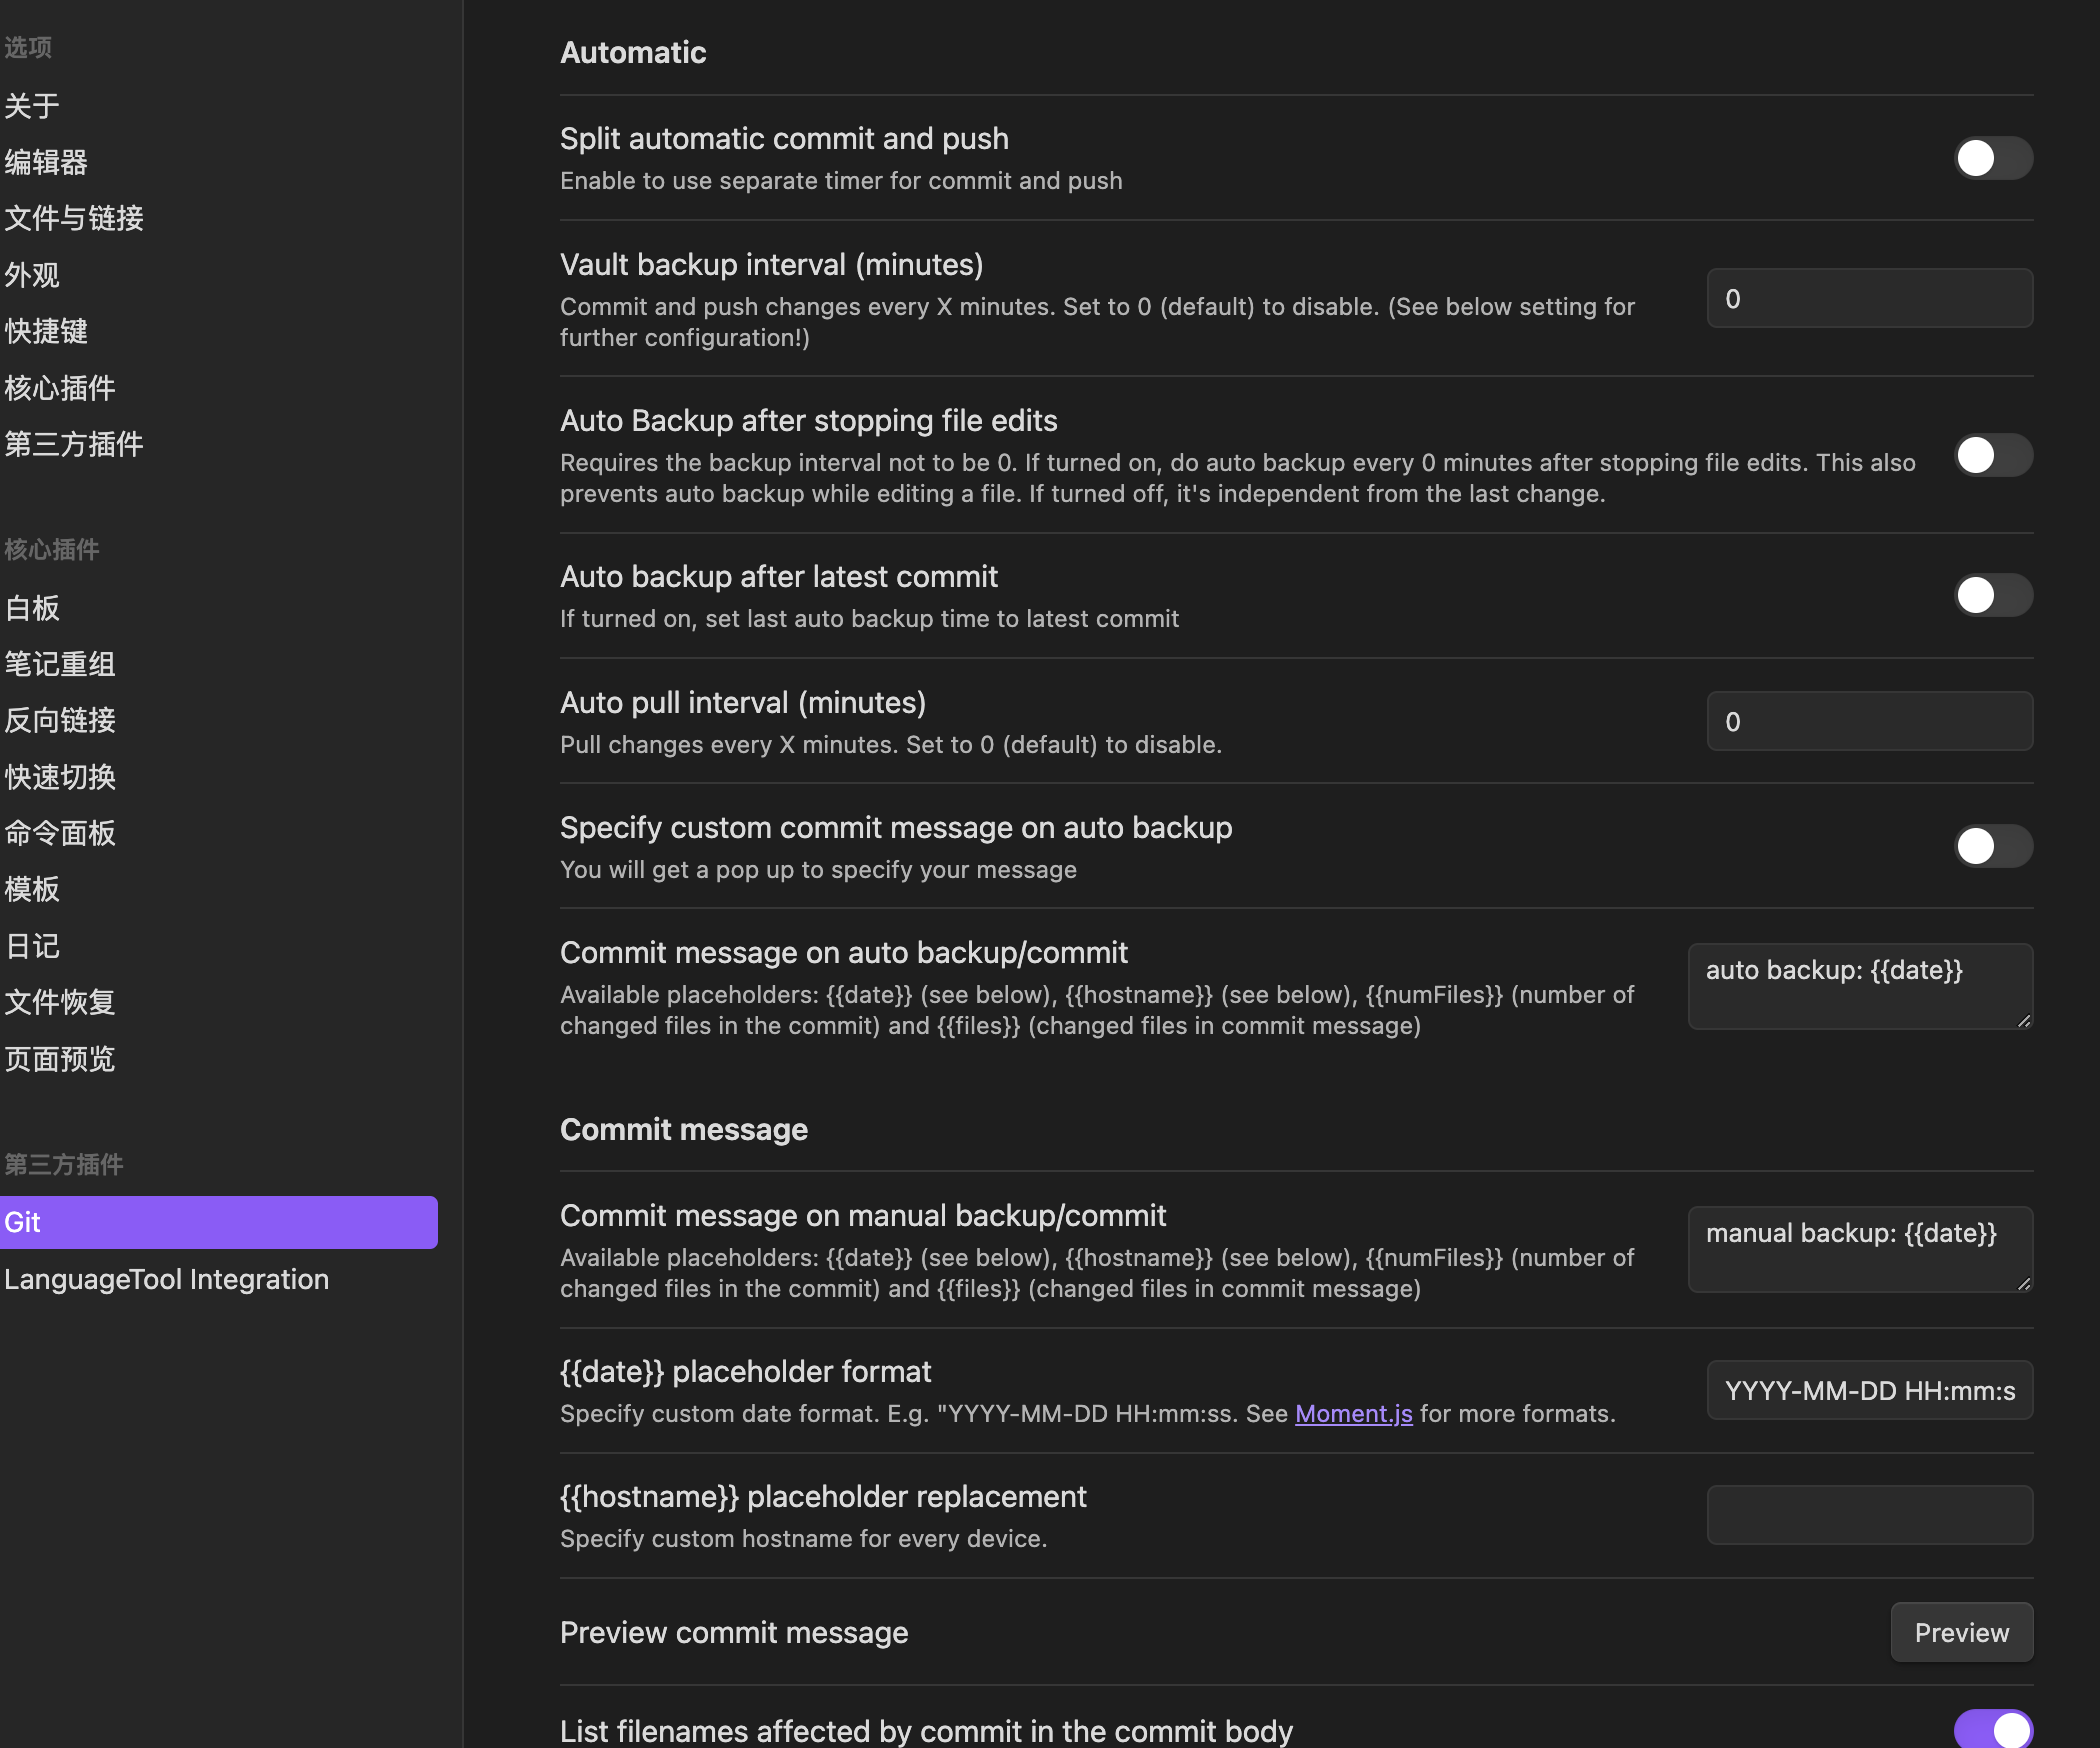 选项
关于
编辑器
文件与链接
外观
快捷键
核心插件
第三方插件
核心插件
白板
笔记重组
反向链接
快速切换
命令面板
模板
日记
文件恢复
页面预览
第三方插件
Git
LanguageTool Integration
Automatic
Split automatic commit and push
Enable to use separate timer for commit and push
Vault backup interval (minutes)
Commit and push changes every X minutes. Set to 0 (default) to disable. (See below setting for
further configuration!)
0
Auto Backup after stopping file edits
Requires the backup interval not to be 0. If turned on, do auto backup every 0 minutes after stopping file edits. This also
prevents auto backup while editing a file. If turned off, it's independent from the last change.
Auto backup after latest commit
If turned on, set last auto backup time to latest commit
Auto pull interval (minutes)
Pull changes every X minutes. Set to 0 (default) to disable.
0
Specify custom commit message on auto backup
You will get a pop up to specify your message
Commit message on auto backup/commit
Available placeholders: {{date}} (see below), {{hostname}} (see below), {{numFiles}} (number of
changed files in the commit) and {{files}} (changed files in commit message)
auto backup: {{date}}
Commit message
Commit message on manual backup/commit
Available placeholders: {{date}} (see below), {{hostname}} (see below), {{numFiles}} (number of
changed files in the commit) and {{files}} (changed files in commit message)
manual backup: {{date}}
{{date}} placeholder format
Specify custom date format. E.g. "YYYY-MM-DD HH:mm:ss. See Moment.js for more formats.
YYYY-MM-DD HH:mm:s
{{hostname}} placeholder replacement
Specify custom hostname for every device.
Preview commit message
Preview
List filenames affected by commit in the commit body